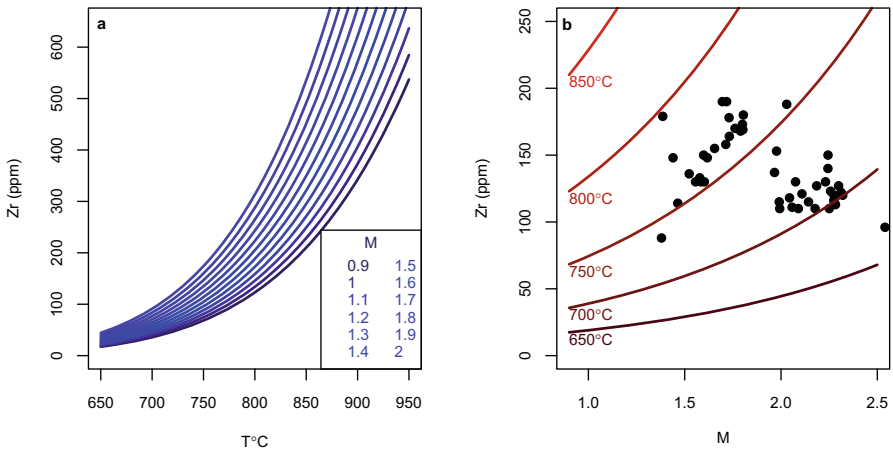 a
Zr (ppm)
600
500
400
300
200
100
0
M
0.9 1.5
1 1.6
1.1 1.7
1.2 1.8
1.3 1.9
1.4 2
650 700 750 800 850 900 950
T°C
b
Zr (ppm)
250
200
150
100
50
0
850°C
800°C
750°C
700°C
650°C
1.0 1.5 2.0 2.5
M